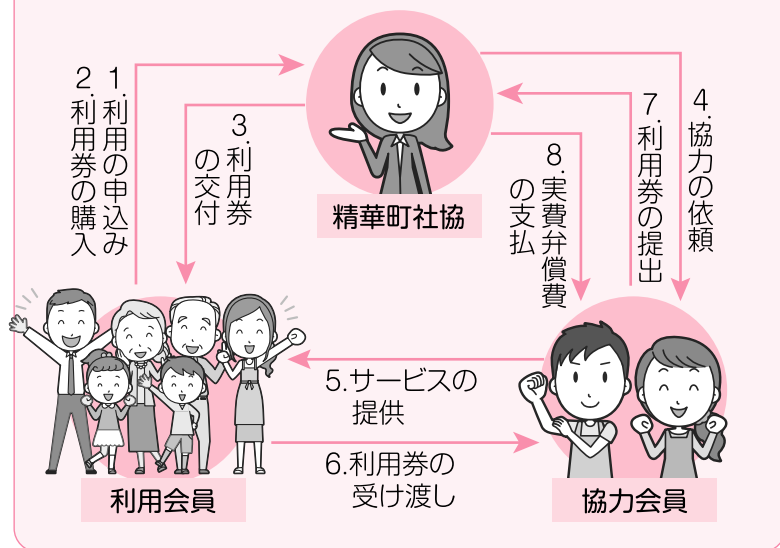 1.利用の申込み
2.利用券の購入
3.利用券
の交付
精華町社協
4.協力の依頼
7.利用券の提出
8.実費弁償費
の支払
5.サービスの
提供
6.利用券の
受け渡し
利用会員
協力会員